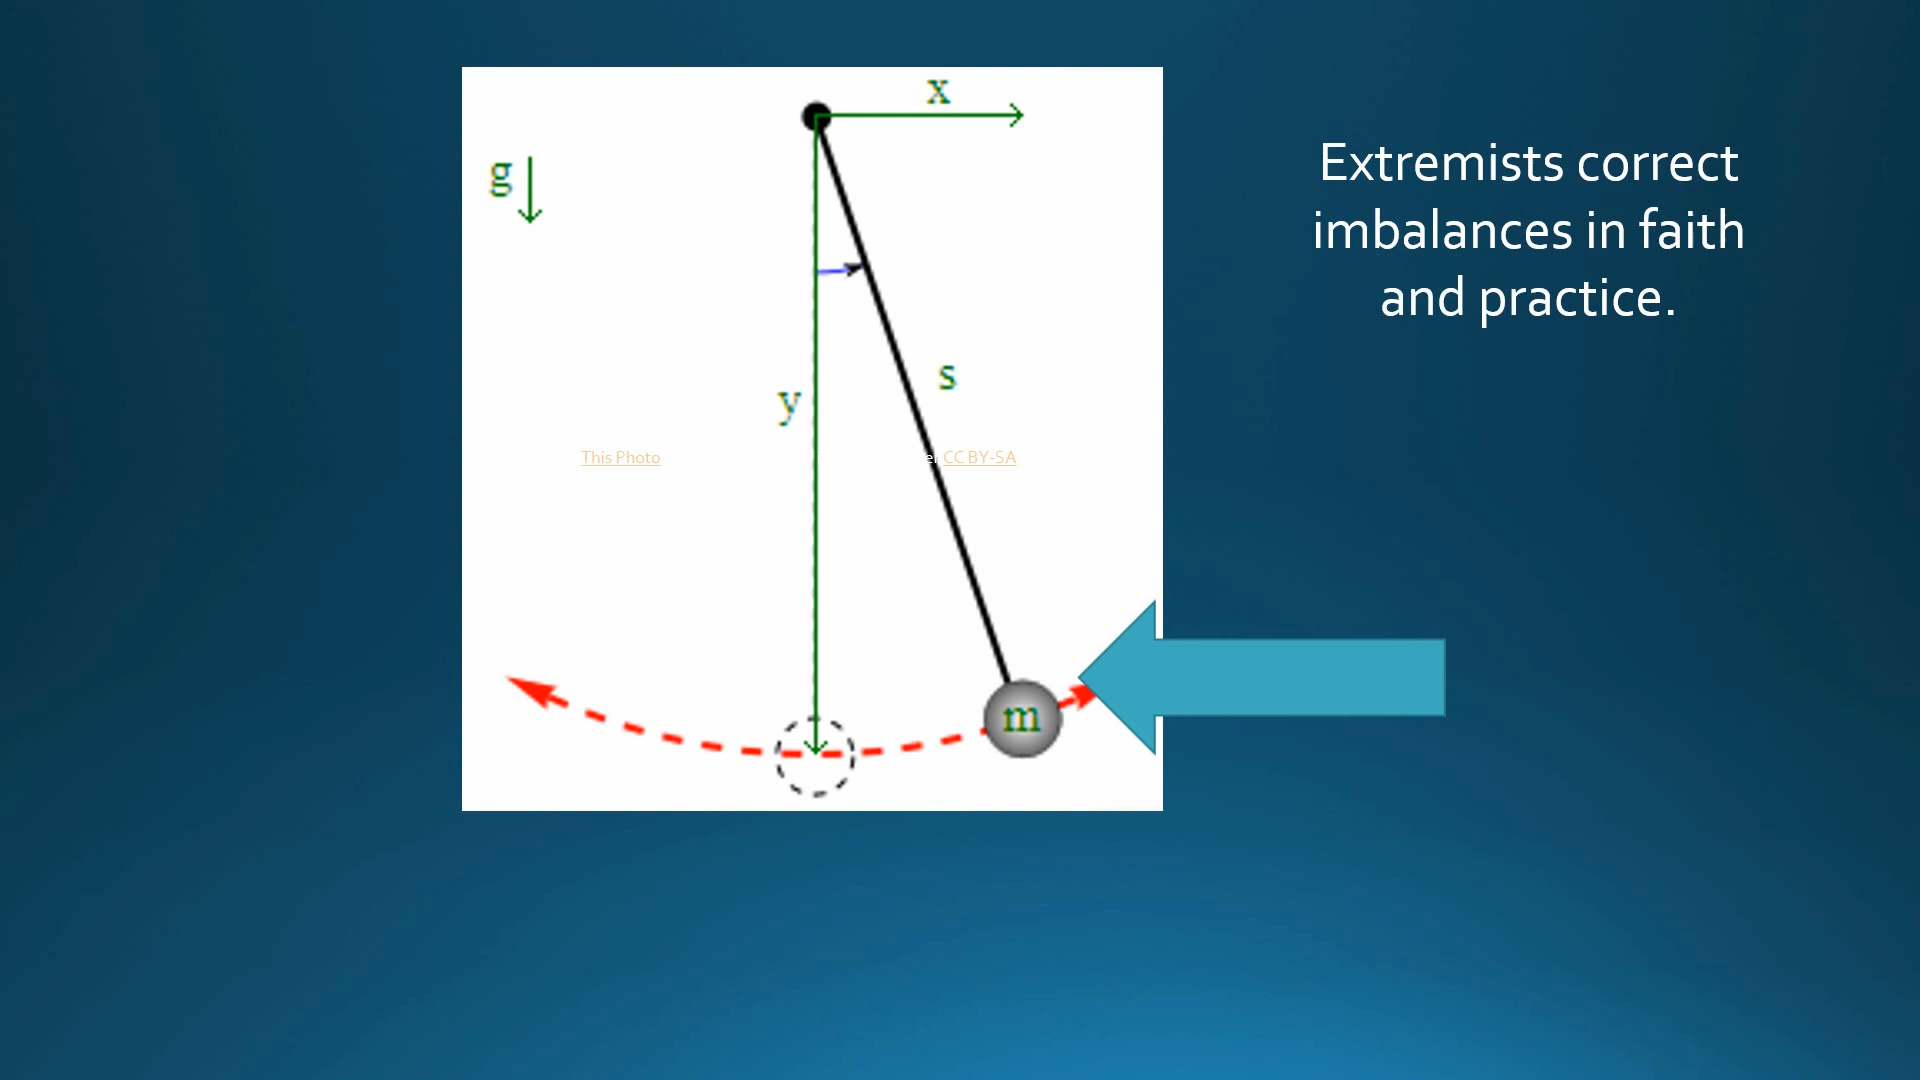 x
g
Extremists correct
imbalances in faith
and practice.
s
y
This Photo CC BY-SA
m